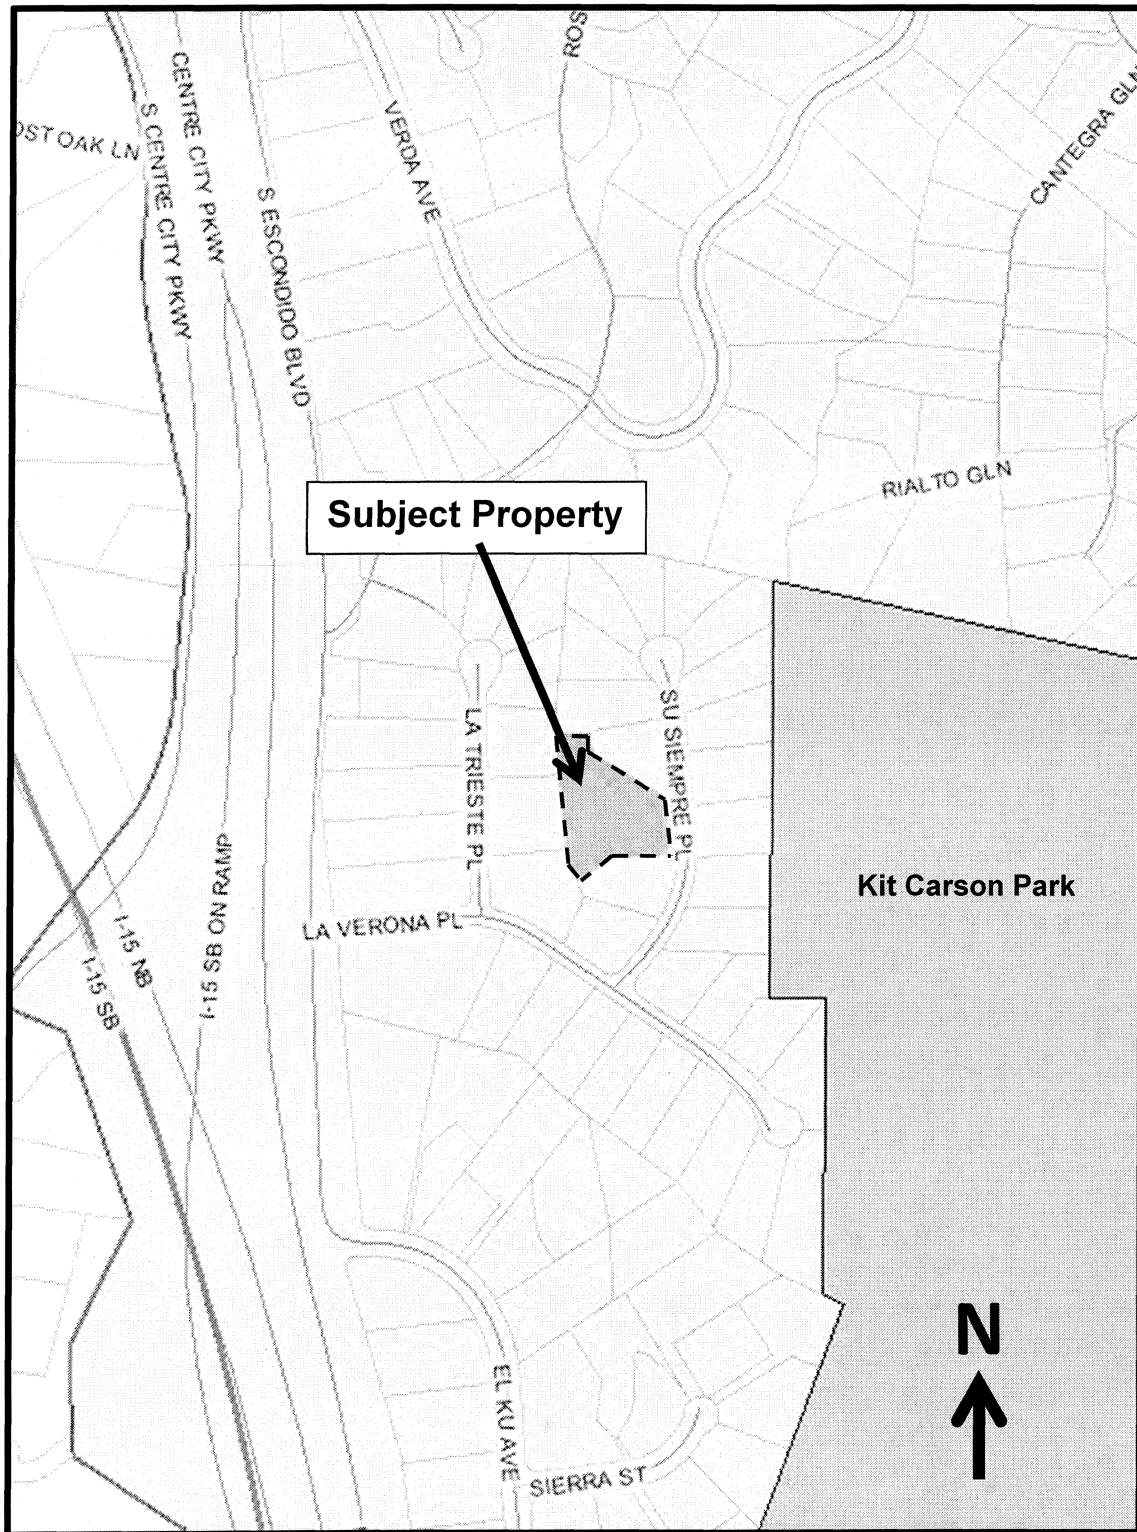 ROS
CANTEGRA GLN
CENTRE CITY PKWY
S CENTRE CITY PKWY
OST OAK LN
VERDA AVE
S ESCONDIDO BLVD
RIALTO GLN
Subject Property
SU SIEMPRE PL
LA TRIESTE PL
Kit Carson Park
LA VERONA PL
I-15 SB ON RAMP
I-15 NB
I-15 SB
N
EL KU AVE
SIERRA ST